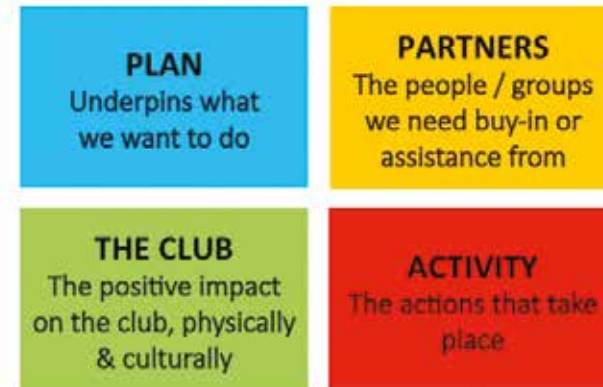 PLAN
Underpins what
we want to do
PARTNERS
The people / groups
we need buy-in or
assistance from
THE CLUB
The positive impact
on the club, physically
& culturally
ACTIVITY
The actions that take
place